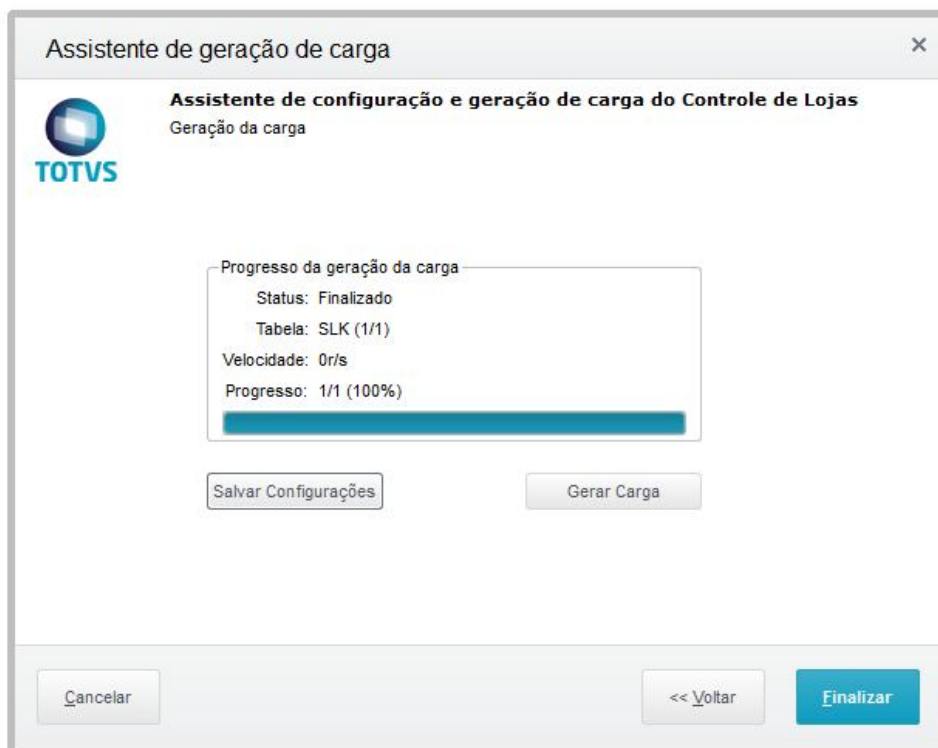 Assistente de geração de carga
Assistente de configuração e geração de carga do Controle de Lojas
Geração da carga
TOTVS
Progresso da geração da carga
Status: Finalizado
Tabela: SLK (1/1)
Velocidade: 0r/s
Progresso: 1/1 (100%)
Salvar Configurações
Gerar Carga
Cancelar
<< Voltar
Finalizar